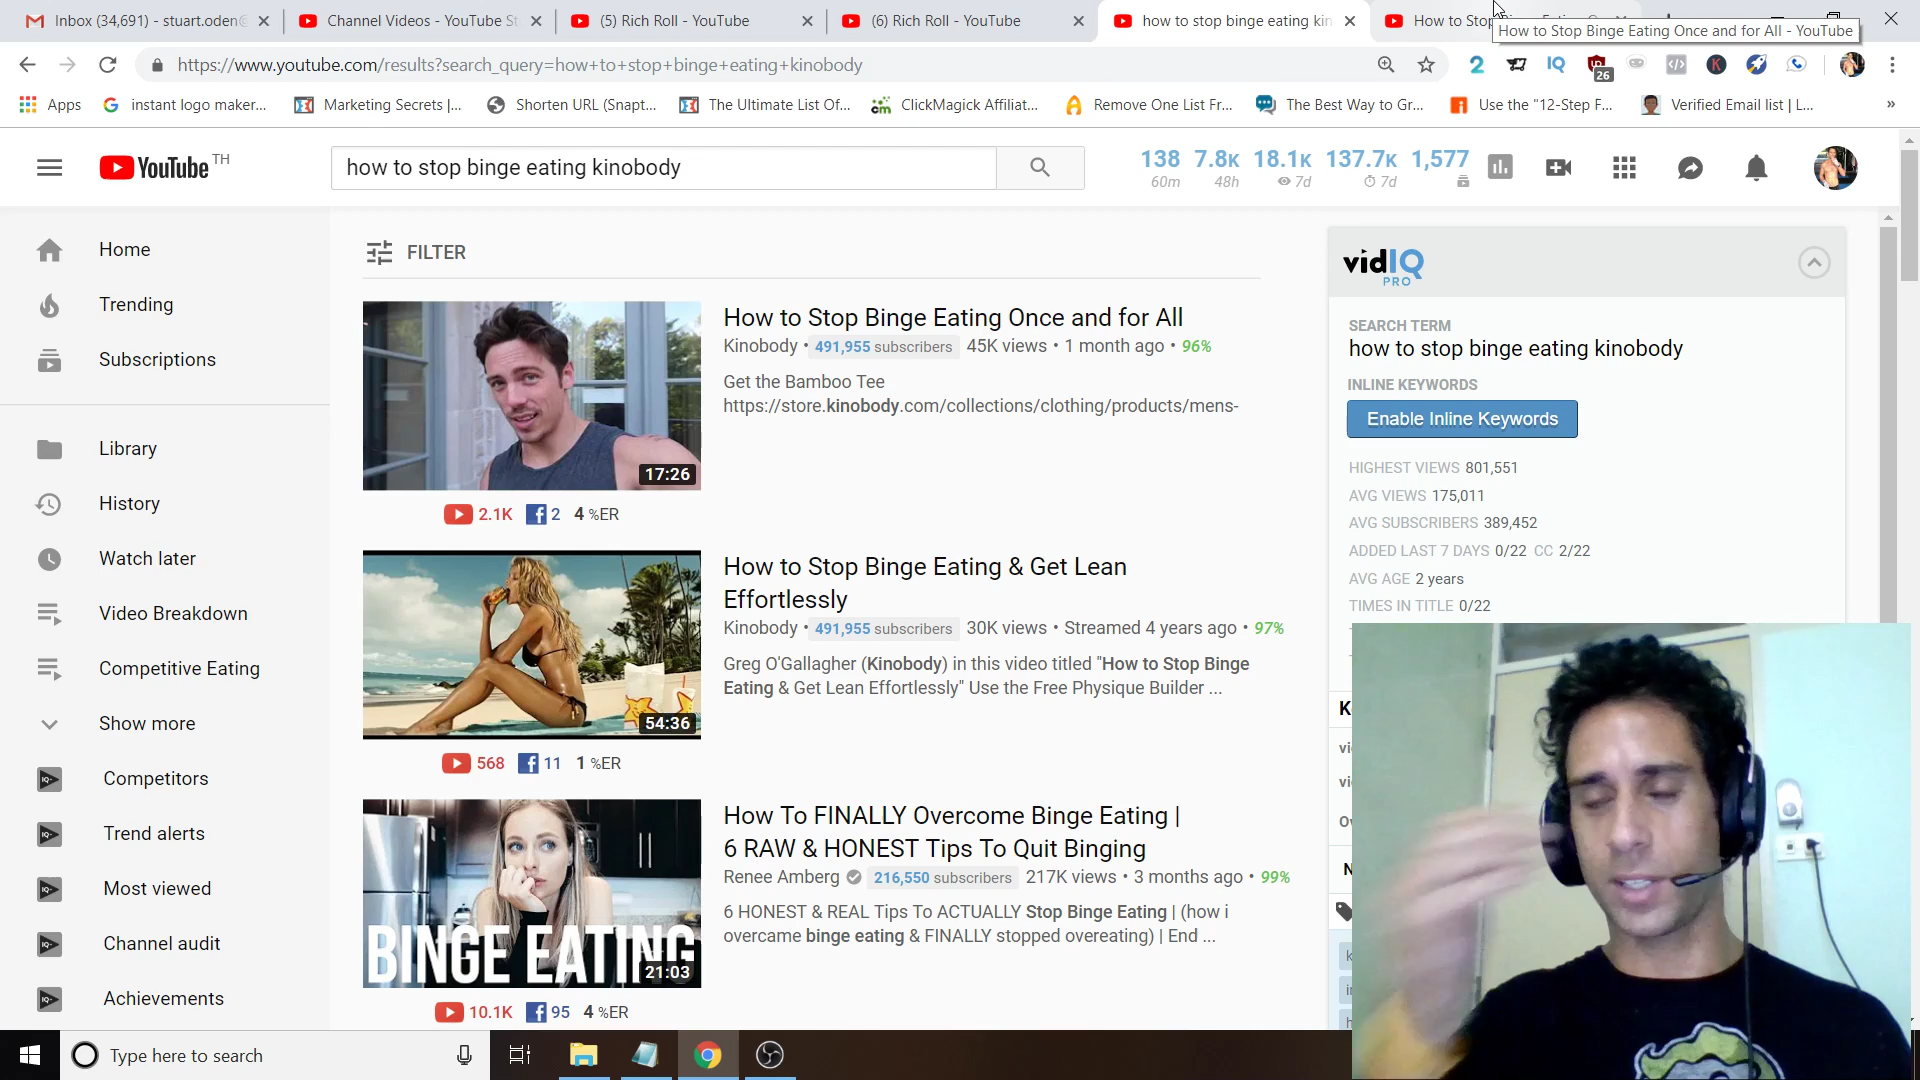 Inbox (34,691) - stuart.oden@
Channel Videos - YouTube St
(5) Rich Roll - YouTube
(6) Rich Roll - YouTube
how to stop binge eating kin
How to Stop
How to Stop Binge Eating Once and for All - YouTube
https://www.youtube.com/results?search_query=how+to+stop+binge+eating+kinobody
2
IQ
26
K
Apps
instant logo maker...
Marketing Secrets |...
Shorten URL (Snapt...
The Ultimate List Of...
ClickMagick Affiliat...
Remove One List Fr...
The Best Way to Gr...
Use the "12-Step F...
Verified Email list | L...
»
YouTube TH
how to stop binge eating kinobody
138 7.8K 18.1K 137.7K 1,577
60m 48h 7d 7d
Home
Trending
Subscriptions
Library
History
Watch later
Video Breakdown
Competitive Eating
Show more
Competitors
Trend alerts
Most viewed
Channel audit
Achievements
FILTER
17:26
How to Stop Binge Eating Once and for All
Kinobody • 491,955 subscribers 45K views • 1 month ago • 96%
Get the Bamboo Tee
https://store.kinobody.com/collections/clothing/products/mens-
2.1K 2 4 %ER
54:36
How to Stop Binge Eating & Get Lean
Effortlessly
Kinobody • 491,955 subscribers 30K views • Streamed 4 years ago • 97%
Greg O'Gallagher (Kinobody) in this video titled "How to Stop Binge
Eating & Get Lean Effortlessly" Use the Free Physique Builder ...
568 11 1 %ER
BINGE EATING
21:03
How To FINALLY Overcome Binge Eating |
6 RAW & HONEST Tips To Quit Binging
Renee Amberg 216,550 subscribers 217K views • 3 months ago • 99%
6 HONEST & REAL Tips To ACTUALLY Stop Binge Eating | (how i
overcame binge eating & FINALLY stopped overeating) | End ...
10.1K 95 4 %ER
vidIQ
PRO
SEARCH TERM
how to stop binge eating kinobody
INLINE KEYWORDS
Enable Inline Keywords
HIGHEST VIEWS 801,551
AVG VIEWS 175,011
AVG SUBSCRIBERS 389,452
ADDED LAST 7 DAYS 0/22 CC 2/22
AVG AGE 2 years
TIMES IN TITLE 0/22
Type here to search